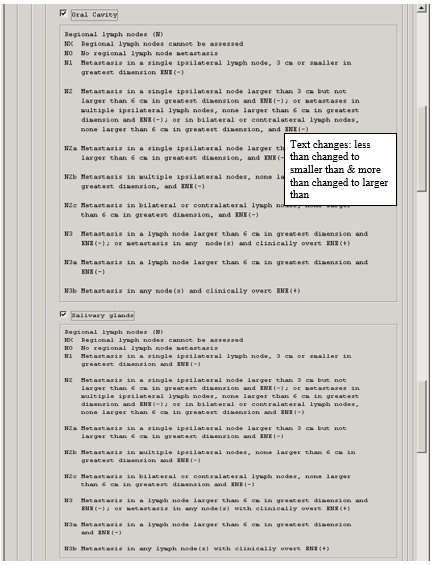 Oral Cavity
Regional lymph nodes (N)
NX Regional lymph nodes cannot be assessed
N0 No regional lymph node metastasis
N1 Metastasis in a single ipsilateral lymph node, 3 cm or smaller in
greatest dimension ENE(-)
N2 Metastasis in a single ipsilateral node larger than 3 cm but not
larger than 6 cm in greatest dimension and ENE(-); or metastases in
multiple ipsilateral lymph nodes, none larger than 6 cm in greatest
dimension and ENE(-); or in bilateral or contralateral lymph nodes,
none larger than 6 cm in greatest dimension, and ENE(-)
N2a Metastasis in a single ipsilateral node la
larger than 6 cm in greatest dimension, and
N2b Metastasis in multiple ipsilateral nodes, none la
dimension, and ENE(-)
N2c Metastasis in bilateral or contralateral lymph nodes,
than 6 cm in greatest dimension, and ENE(-)
N3 Metastasis in a lymph node larger than 6 cm in greatest dimension and
ENE(-); or metastasis in any node(s) and clinically overt ENE(+)
N3a Metastasis in a lymph node larger than 6 cm in greatest dimension and
ENE(-)
N3b Metastasis in any node(s) and clinically overt ENE(+)
Text changes: less
than changed to
smaller than & more
than changed to larger
than
Salivary glands
Regional lymph nodes (N)
NX Regional lymph nodes cannot be assessed
N0 No regional lymph node metastasis
N1 Metastasis in a single ipsilateral lymph node, 3 cm or smaller in
greatest dimension and ENE(-)
N2 Metastasis in a single ipsilateral node larger than 3 cm but not
larger than 6 cm in greatest dimension and ENE(-); or metastases in
multiple ipsilateral lymph nodes, none larger than 6 cm in greatest
dimension and ENE(-); or in bilateral or contralateral lymph nodes,
none larger than 6 cm in greatest dimension and ENE(-)
N2a Metastasis in a single ipsilateral node larger than 3 cm but not
larger than 6 cm in greatest dimension and ENE(-)
N2b Metastasis in multiple ipsilateral nodes, none larger than 6 cm in
greatest dimension and ENE(-)
N2c Metastasis in bilateral or contralateral lymph nodes, none larger
than 6 cm in greatest dimension and ENE(-)
N3 Metastasis in a lymph node larger than 6 cm in greatest dimension and
ENE(-); or metastasis in any node(s) with clinically overt ENE(+)
N3a Metastasis in a lymph node larger than 6 cm in greatest dimension
and ENE(-)
N3b Metastasis in any lymph node(s) with clinically overt ENE(+)